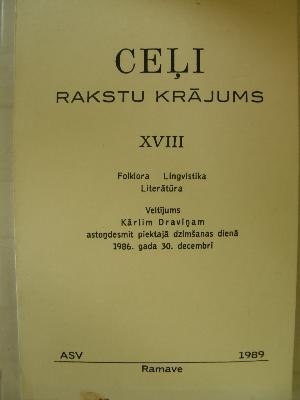 CEĻI
RAKSTU KRĀJUMS
XVIII
Folklora Lingvistika
Literātūra
Veltījums
Kārlim Draviņam
astoņdesmit piektajā dzimšanas dienā
1986. gada 30. decembrī
ASV 1989
Ramave